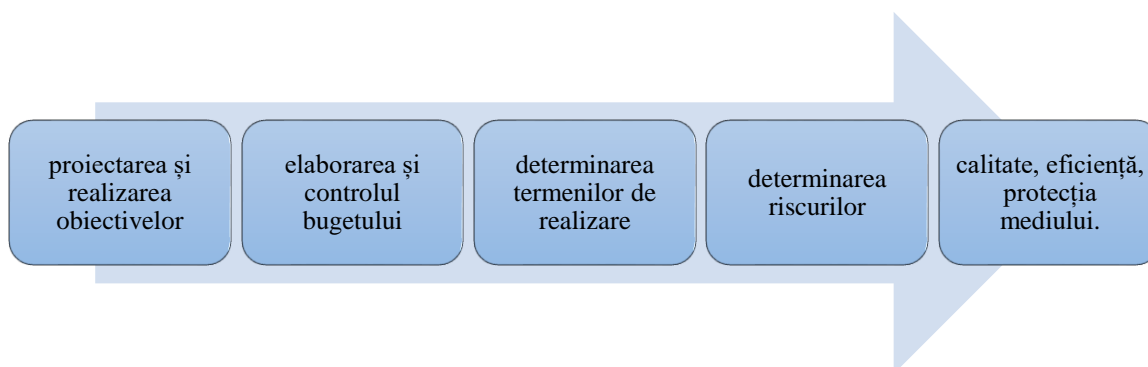 proiectarea și
realizarea
obiectivelor
elaborarea și
controlul
bugetului
determinarea
termenilor de
realizare
determinarea
riscurilor
calitate, eficiență,
protecția
mediului.